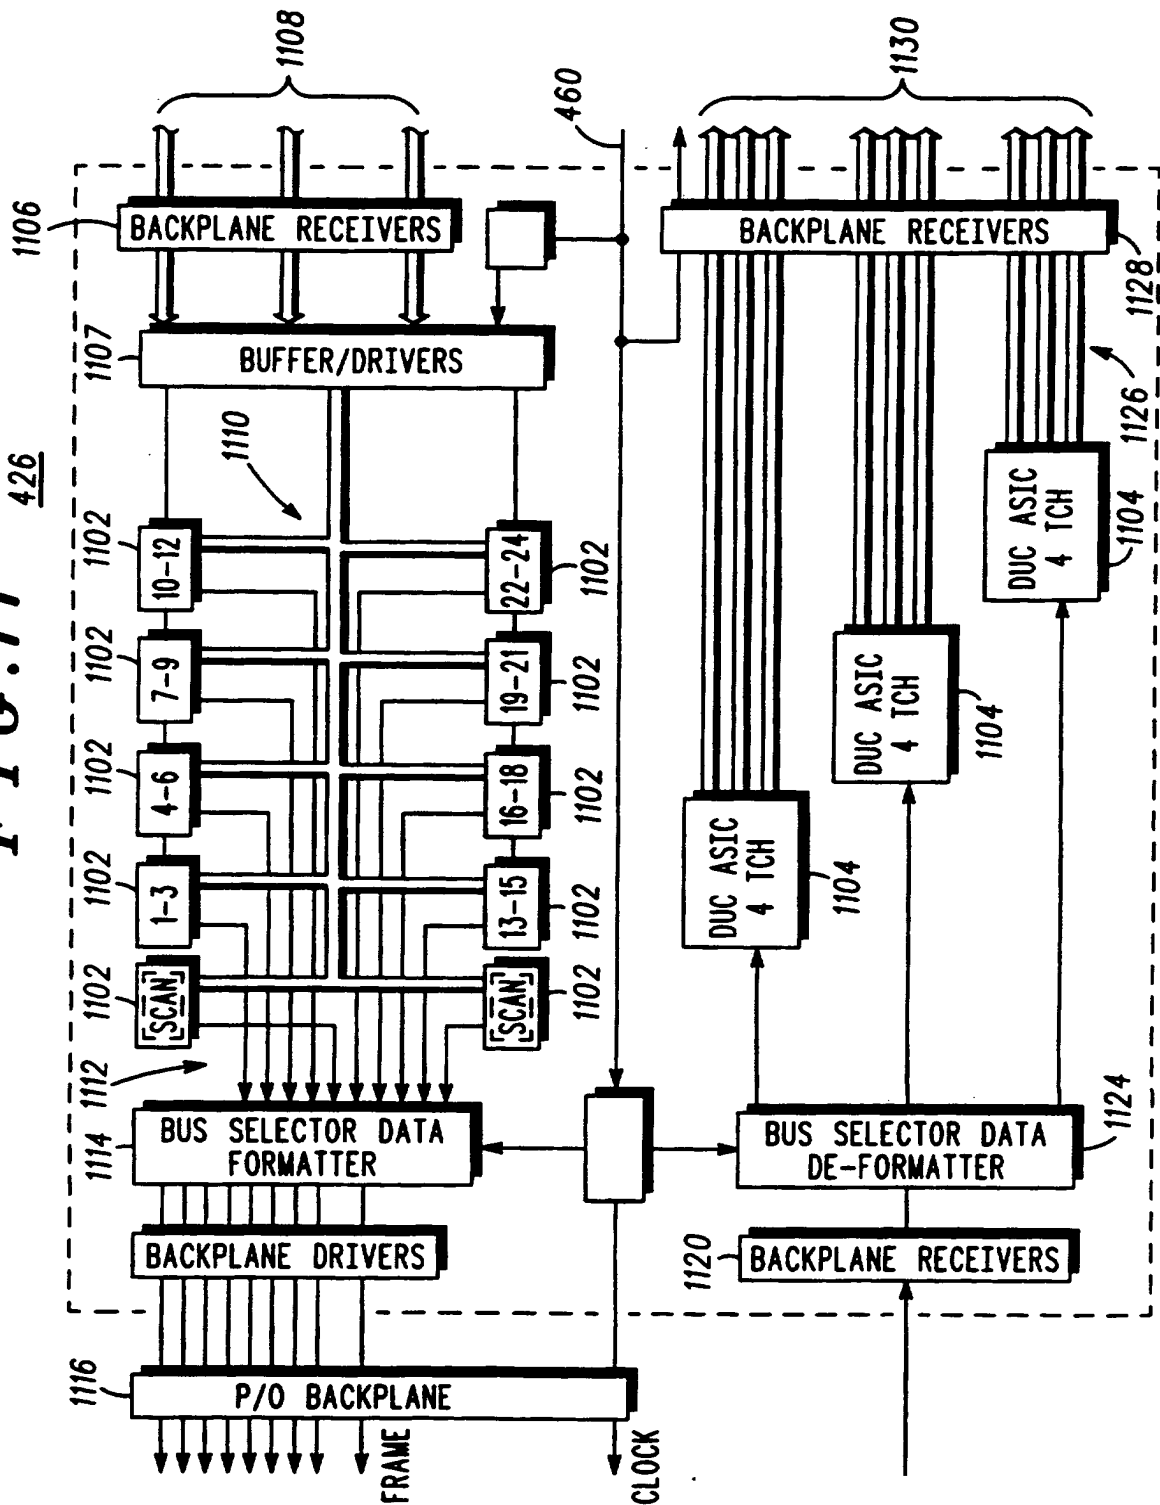 FIG.11
426
1106
BACKPLANE RECEIVERS
1108
1107
BUFFER/DRIVERS
460
1110
1102
10-12
1102
7-9
1102
4-6
1102
1-3
1102
SCAN
22-24
1102
19-21
1102
16-18
1102
13-15
1102
SCAN
1102
1112
1114
BUS SELECTOR DATA
FORMATTER
BACKPLANE DRIVERS
1116
P/O BACKPLANE
FRAME
CLOCK
BACKPLANE RECEIVERS
1128
1130
1126
DUC ASIC
4 TCH
1104
DUC ASIC
4 TCH
1104
DUC ASIC
4 TCH
1104
BUS SELECTOR DATA
DE-FORMATTER
1124
1120
BACKPLANE RECEIVERS